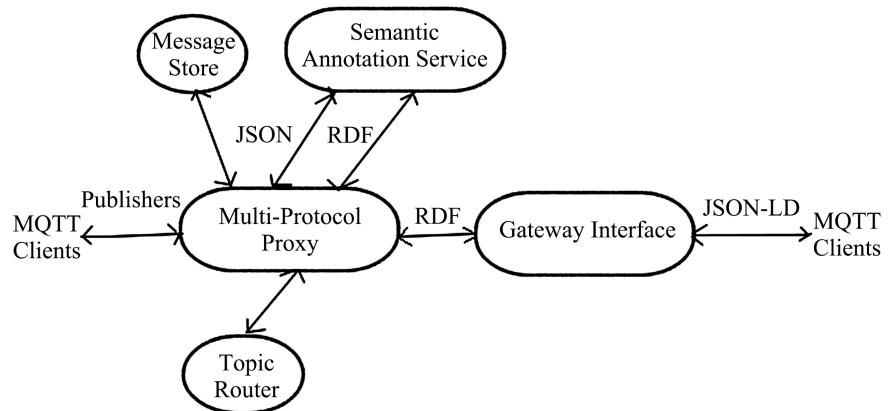 Message
Store
Semantic
Annotation Service
JSON
RDF
Publishers
MQTT
Clients
Multi-Protocol
Proxy
RDF
Gateway Interface
JSON-LD
MQTT
Clients
Topic
Router